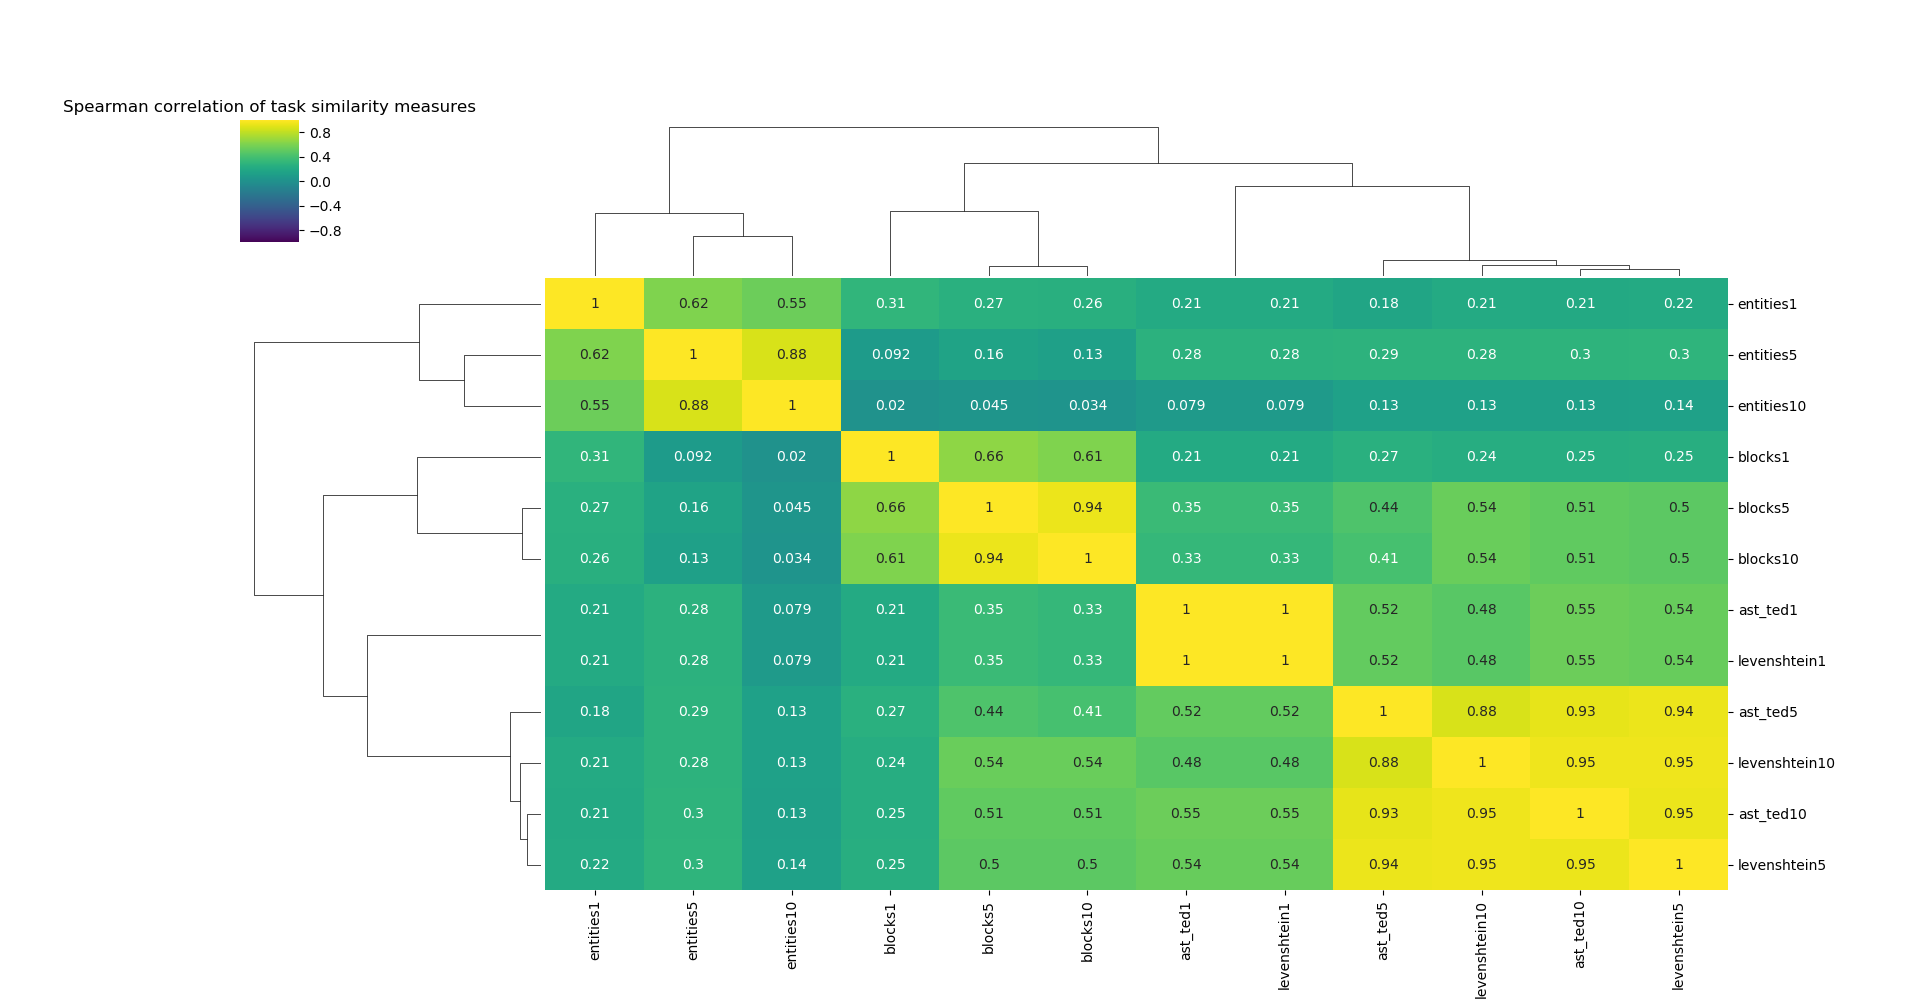 Spearman correlation of task similarity measures
0.8
0.4
0.0
−0.4
−0.8
1 0.62 0.55 0.31 0.27 0.26 0.21 0.21 0.18 0.21 0.21 0.22 entities1
0.62 1 0.88 0.092 0.16 0.13 0.28 0.28 0.29 0.28 0.3 0.3 entities5
0.55 0.88 1 0.02 0.045 0.034 0.079 0.079 0.13 0.13 0.13 0.14 entities10
0.31 0.092 0.02 1 0.66 0.61 0.21 0.21 0.27 0.24 0.25 0.25 blocks1
0.27 0.16 0.045 0.66 1 0.94 0.35 0.35 0.44 0.54 0.51 0.5 blocks5
0.26 0.13 0.034 0.61 0.94 1 0.33 0.33 0.41 0.54 0.51 0.5 blocks10
0.21 0.28 0.079 0.21 0.35 0.33 1 1 0.52 0.48 0.55 0.54 ast_ted1
0.21 0.28 0.079 0.21 0.35 0.33 1 1 0.52 0.48 0.55 0.54 levenshtein1
0.18 0.29 0.13 0.27 0.44 0.41 0.52 0.52 1 0.88 0.93 0.94 ast_ted5
0.21 0.28 0.13 0.24 0.54 0.54 0.48 0.48 0.88 1 0.95 0.95 levenshtein10
0.21 0.3 0.13 0.25 0.51 0.51 0.55 0.55 0.93 0.95 1 0.95 ast_ted10
0.22 0.3 0.14 0.25 0.5 0.5 0.54 0.54 0.94 0.95 0.95 1 levenshtein5
entities1 entities5 entities10 blocks1 blocks5 blocks10 ast_ted1 levenshtein1 ast_ted5 levenshtein10 ast_ted10 levenshtein5